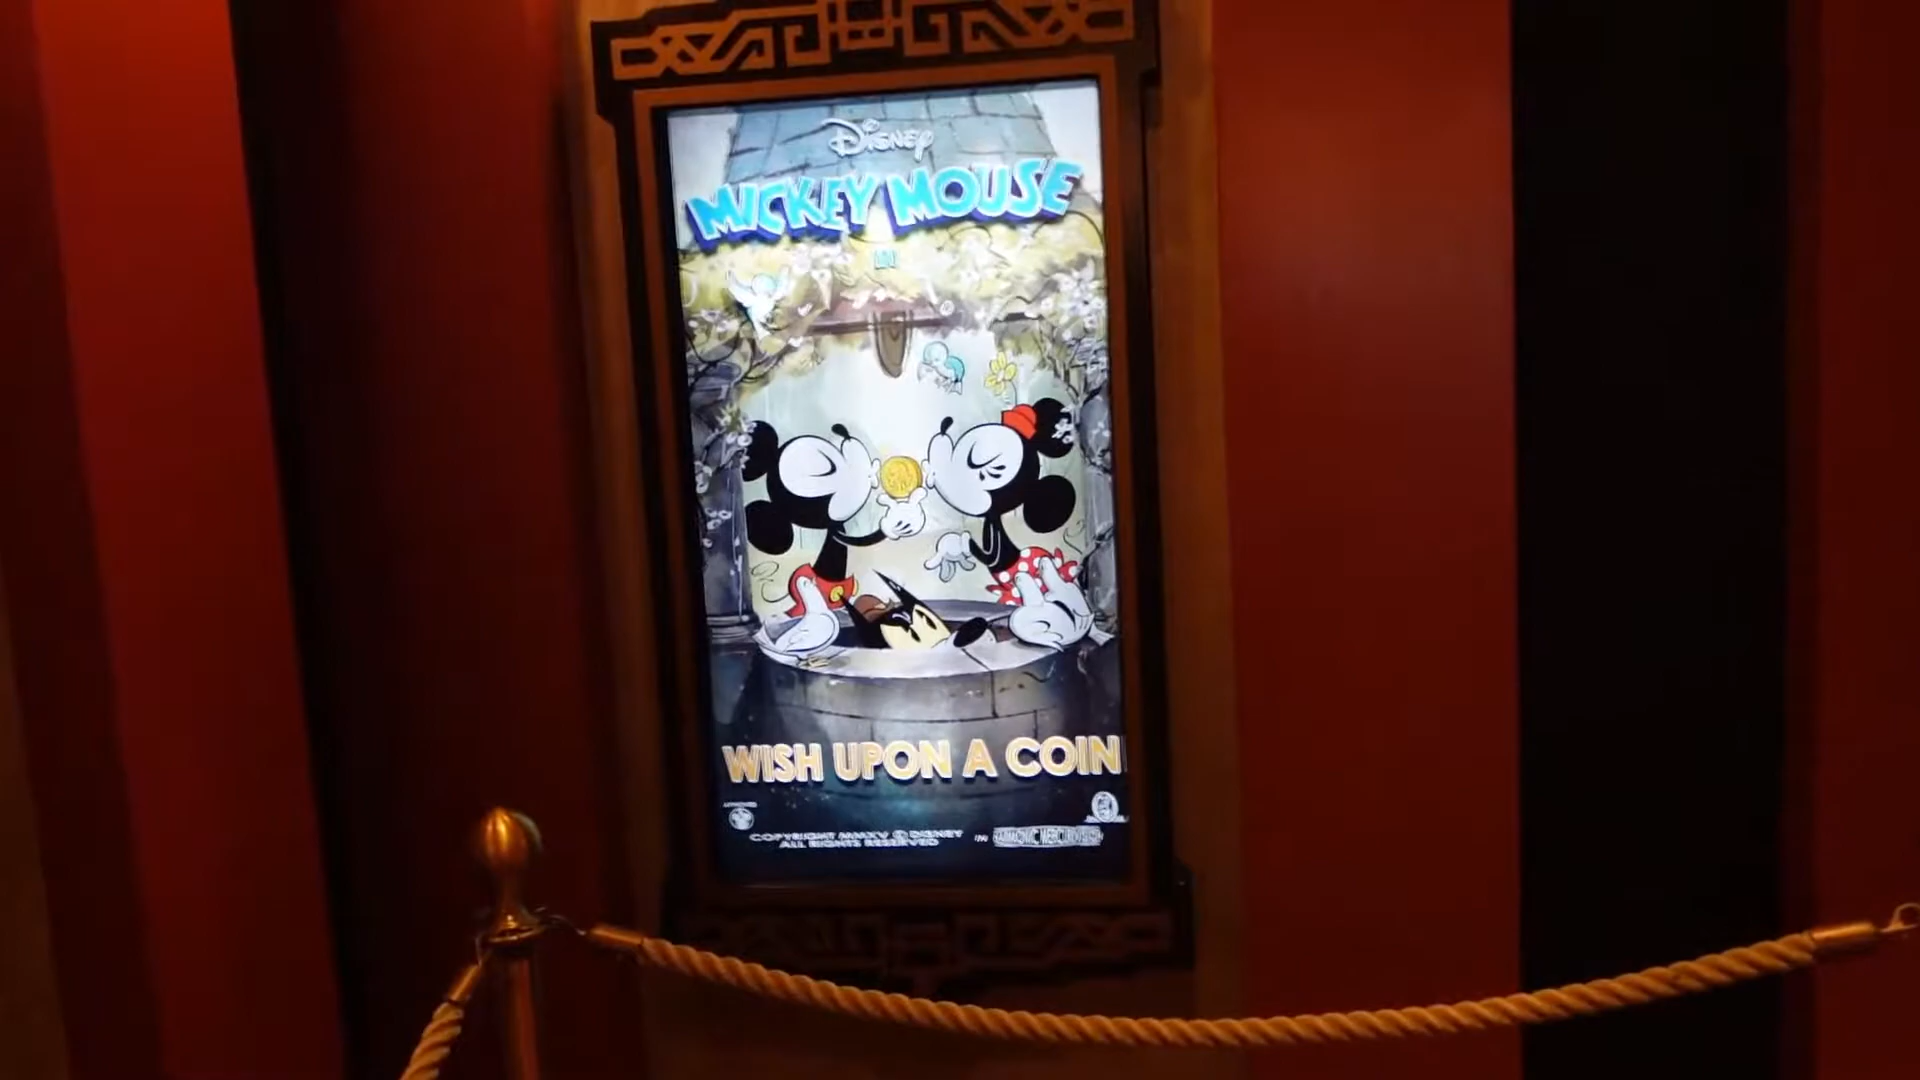 DISNEY
MICKEY MOUSE
IN
WISH UPON A COIN
COPYRIGHT MMXV © DISNEY
ALL RIGHTS RESERVED